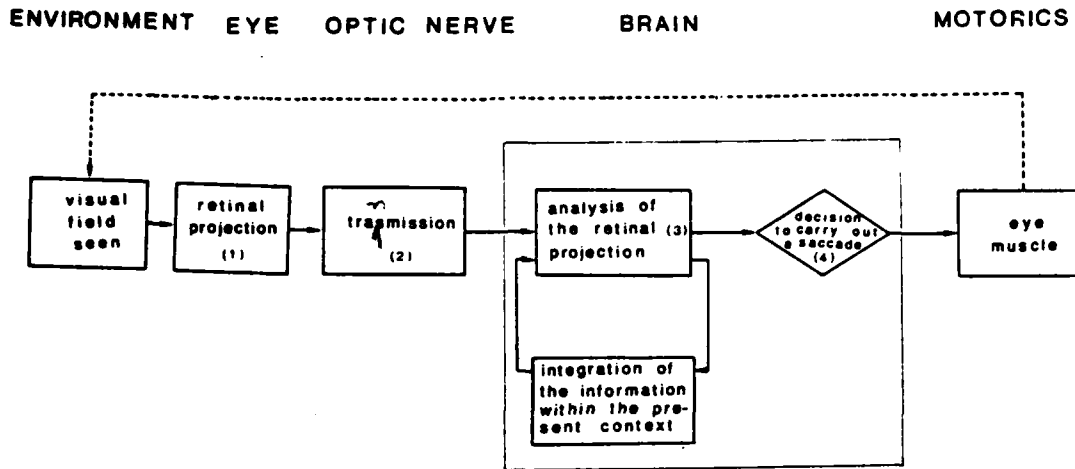 ENVIRONMENT EYE OPTIC NERVE BRAIN MOTORICS
visual
field
seen
retinal
projection
(1)
n
trasmission
(2)
analysis of
the retinal (3)
projection
decision
to carry out
a saccade
(4)
eye
muscle
integration of
the information
within the pre-
sent context